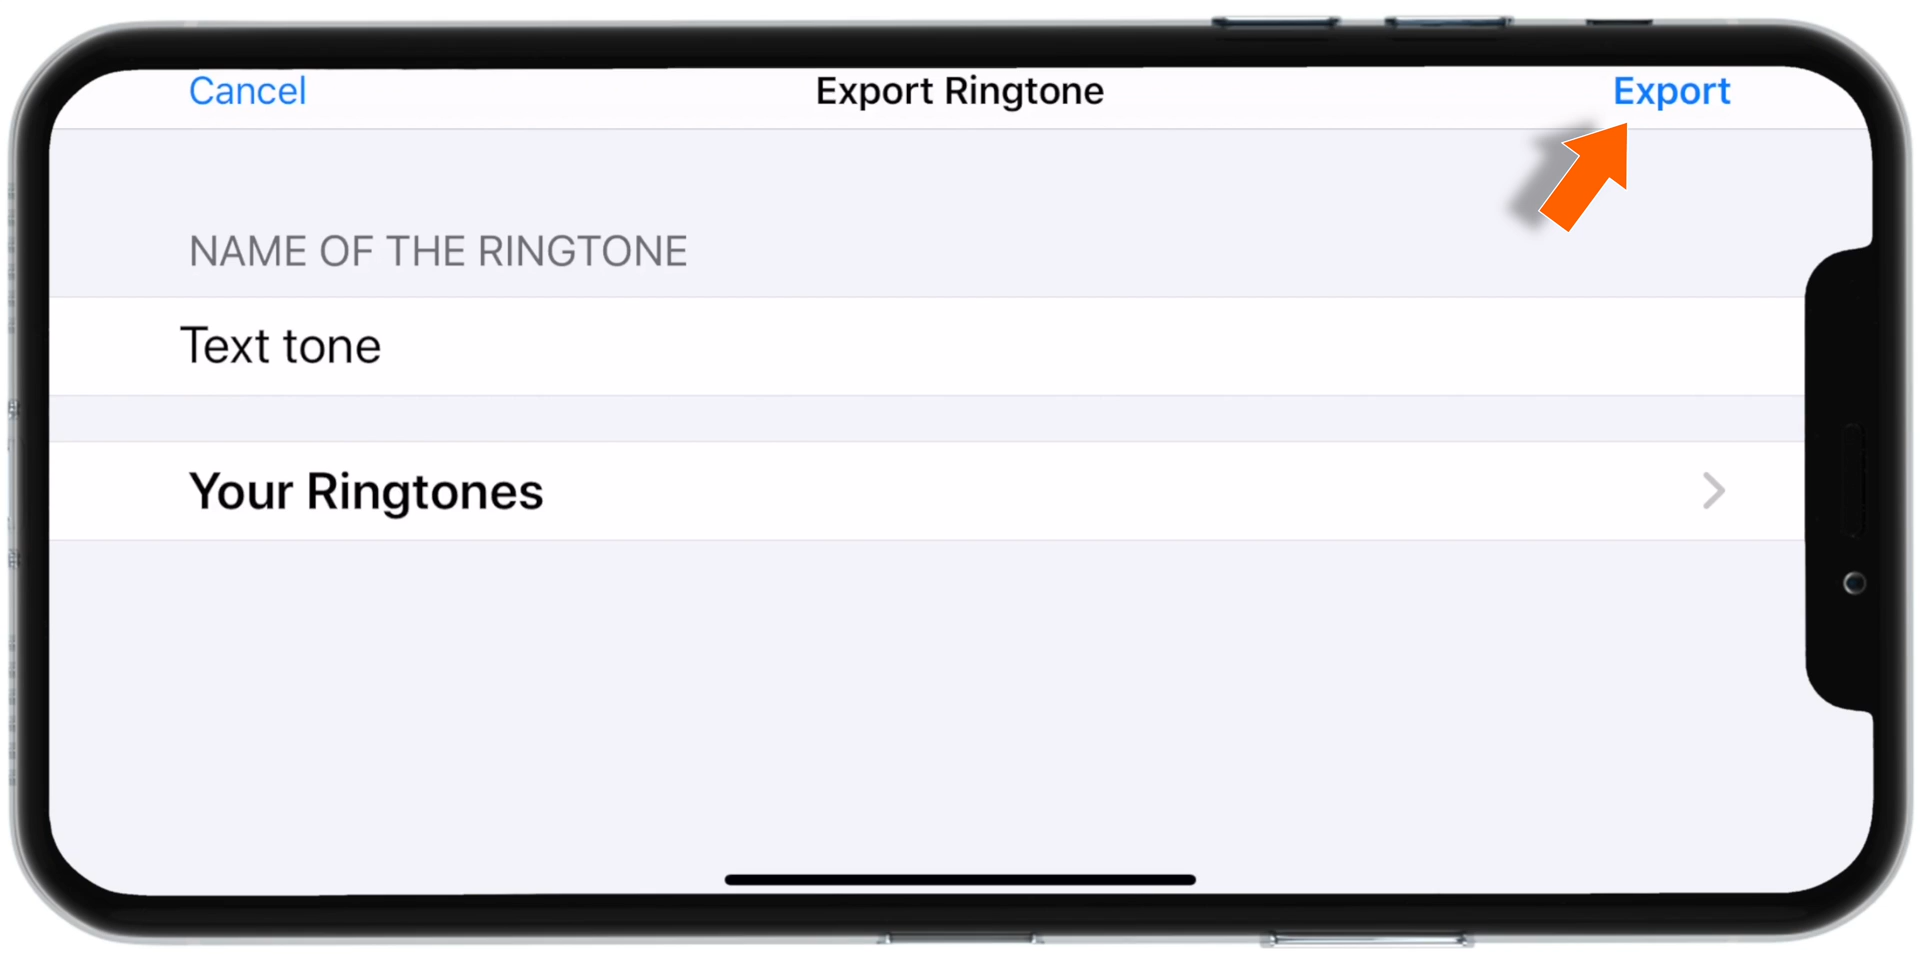 Cancel
Export Ringtone
Export
NAME OF THE RINGTONE
Text tone
Your Ringtones